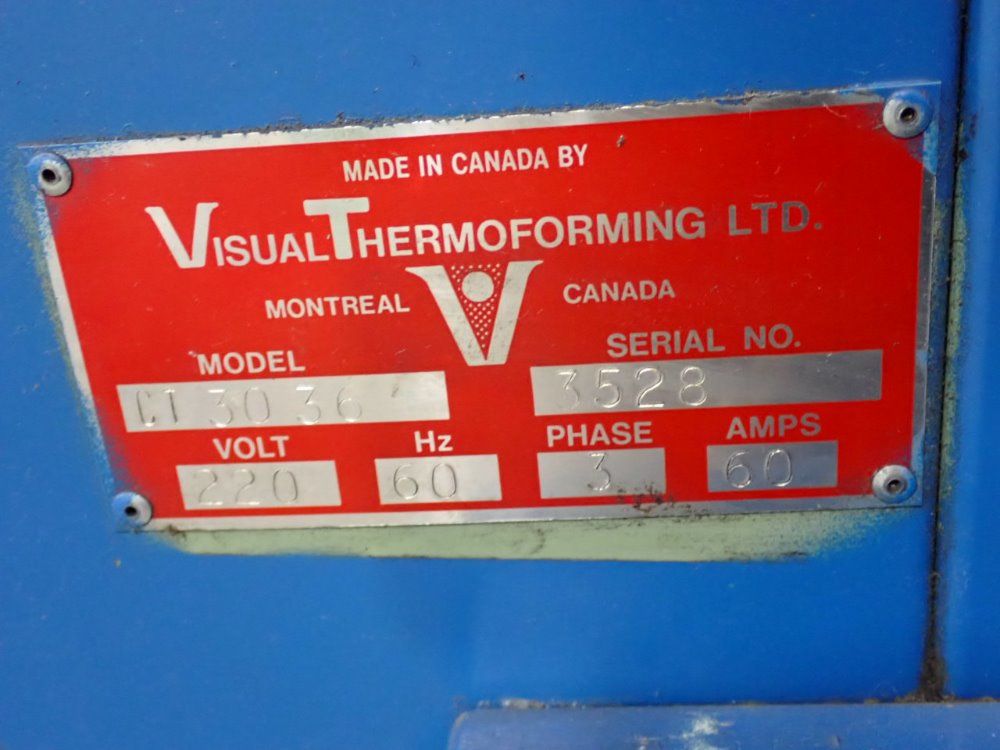 MADE IN CANADA BY
VISUAL THERMOFORMING LTD.
MONTREAL CANADA
MODEL SERIAL NO.
C1 30 36 3528
VOLT Hz PHASE AMPS
220 60 3 60